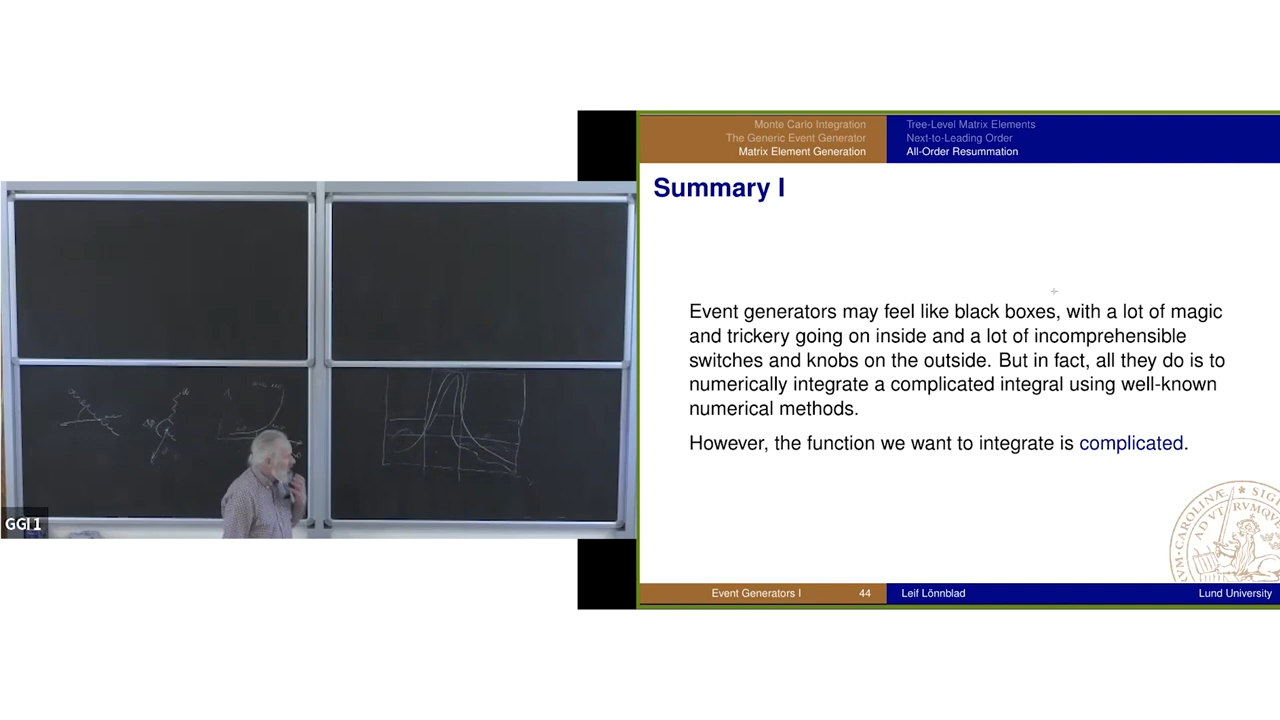 Monte Carlo Integration
The Generic Event Generator
Matrix Element Generation
Tree-Level Matrix Elements
Next-to-Leading Order
All-Order Resummation
Summary I
Event generators may feel like black boxes, with a lot of magic
and trickery going on inside and a lot of incomprehensible
switches and knobs on the outside. But in fact, all they do is to
numerically integrate a complicated integral using well-known
numerical methods.
However, the function we want to integrate is complicated.
GGI 1
Event Generators I 44 Leif Lönnblad Lund University